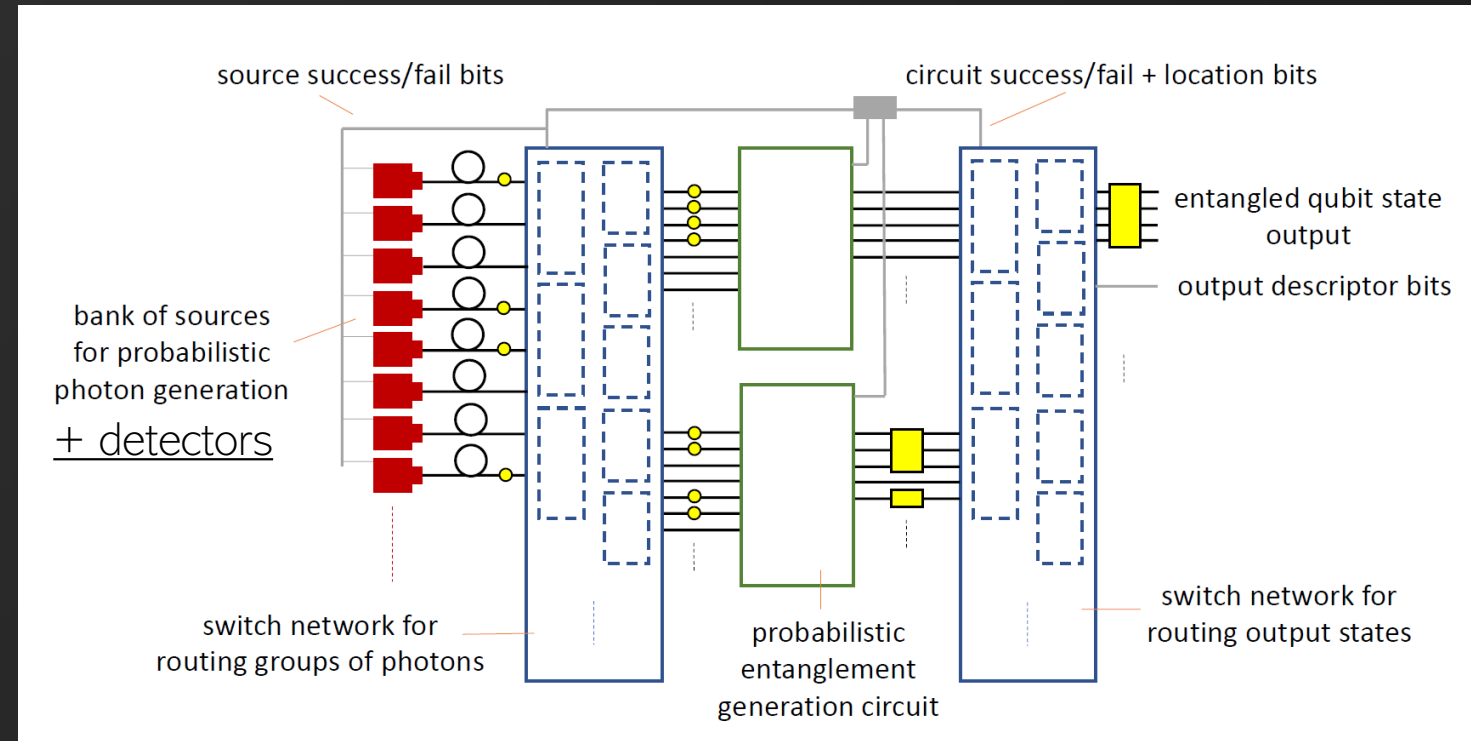 source success/fail bits
circuit success/fail + location bits
entangled qubit state
output
output descriptor bits
bank of sources
for probabilistic
photon generation
+ detectors
switch network for
routing groups of photons
probabilistic
entanglement
generation circuit
switch network for
routing output states